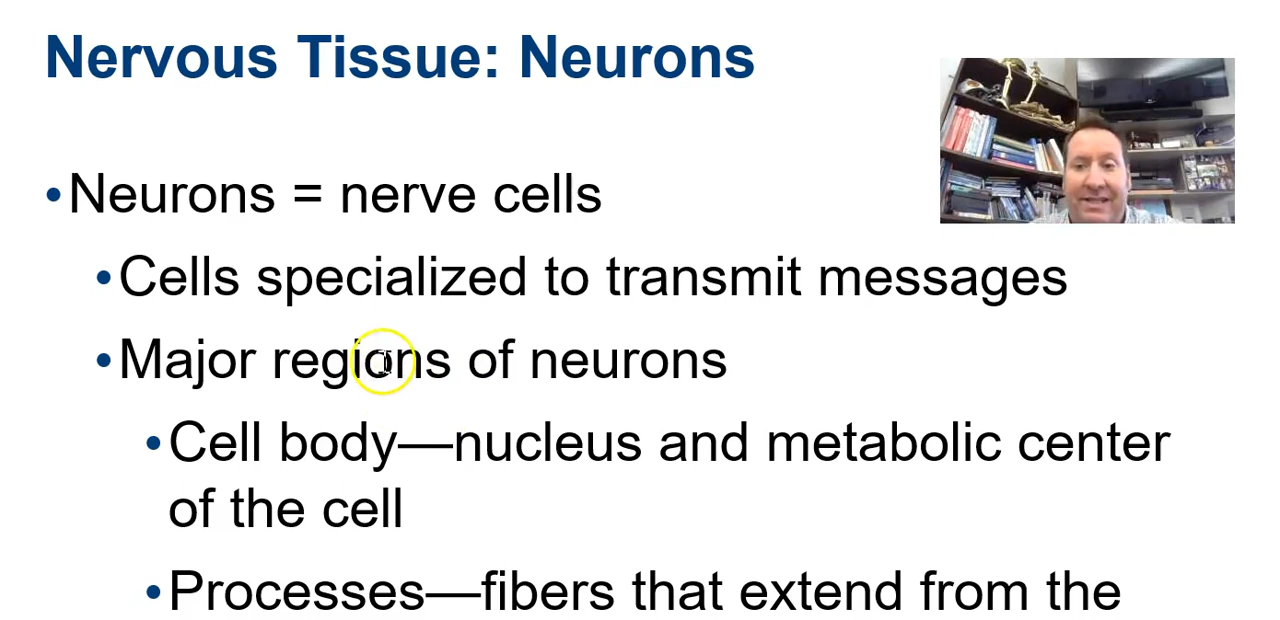 Nervous Tissue: Neurons
•Neurons = nerve cells
•Cells specialized to transmit messages
•Major regions of neurons
•Cell body—nucleus and metabolic center
of the cell
•Processes—fibers that extend from the